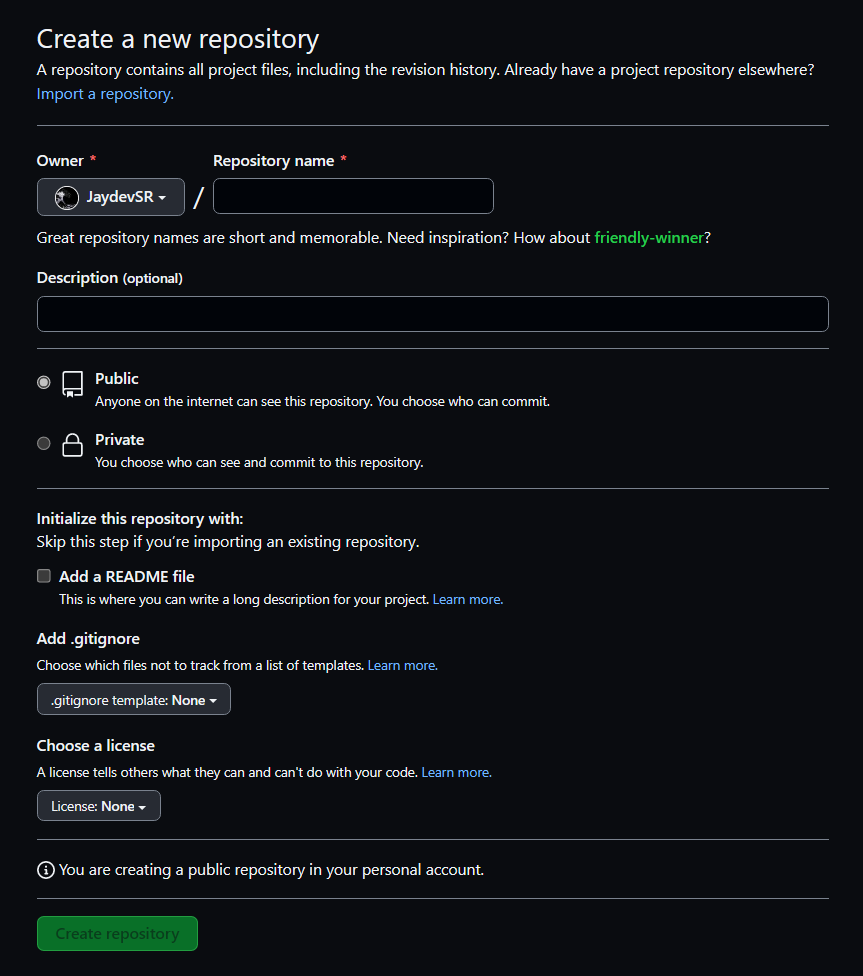 Create a new repository
A repository contains all project files, including the revision history. Already have a project repository elsewhere?
Import a repository.
Owner * Repository name *
JaydevSR /
Great repository names are short and memorable. Need inspiration? How about friendly-winner?
Description (optional)
Public
Anyone on the internet can see this repository. You choose who can commit.
Private
You choose who can see and commit to this repository.
Initialize this repository with:
Skip this step if you’re importing an existing repository.
Add a README file
This is where you can write a long description for your project. Learn more.
Add .gitignore
Choose which files not to track from a list of templates. Learn more.
.gitignore template: None
Choose a license
A license tells others what they can and can't do with your code. Learn more.
License: None
You are creating a public repository in your personal account.
Create repository